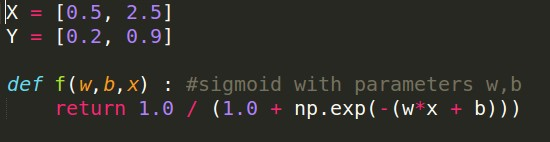 X = [0.5, 2.5]
Y = [0.2, 0.9]
def f(w,b,x) : #sigmoid with parameters w,b
return 1.0 / (1.0 + np.exp(-(w*x + b)))